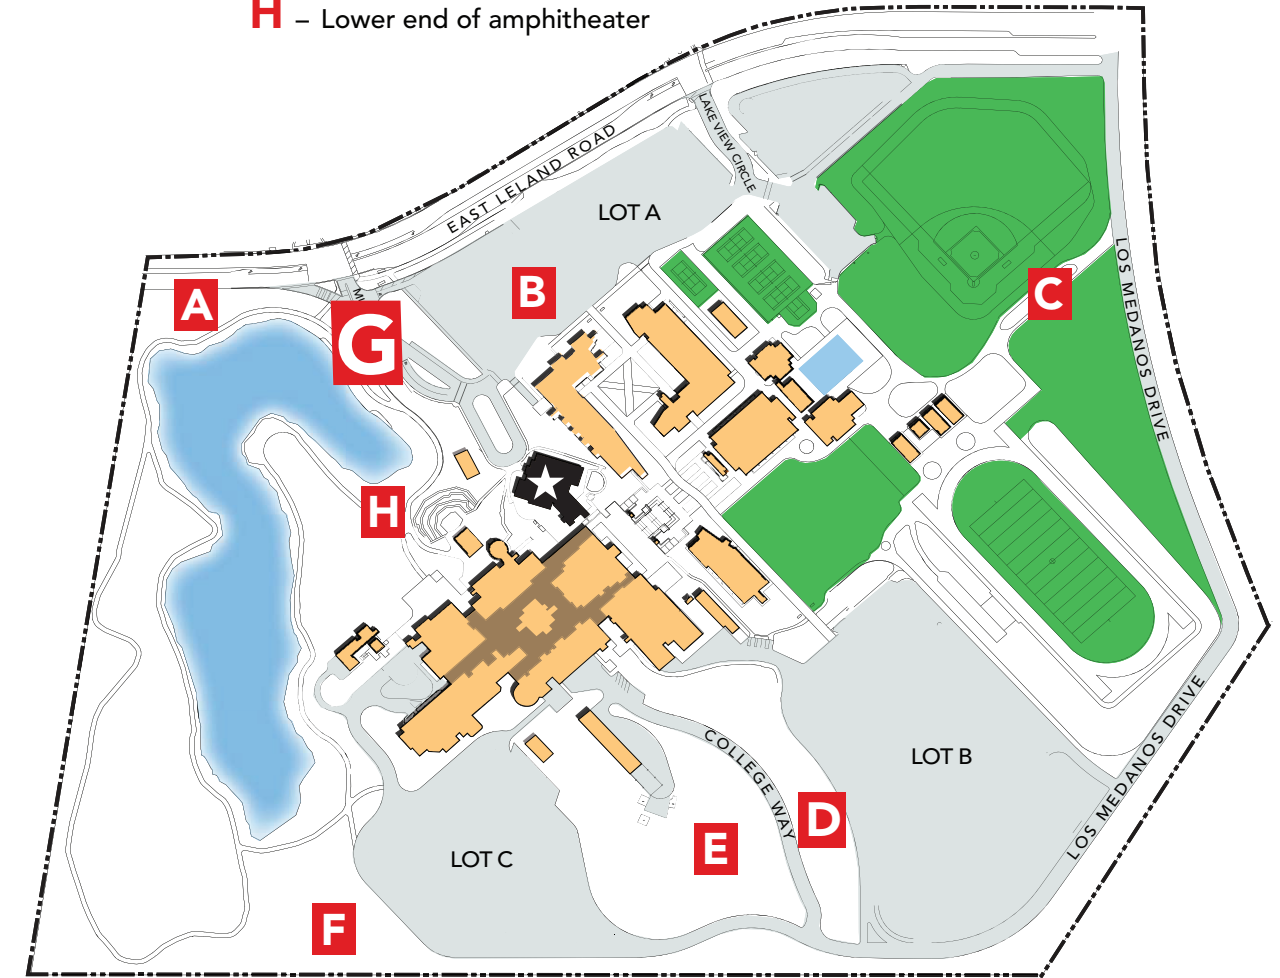 H – Lower end of amphitheater
LAKE VIEW CIRCLE
EAST LELAND ROAD
LOT A
LOS MEDANOS DRIVE
A
B
C
G
H
COLLEGE WAY
LOT B
LOS MEDANOS DRIVE
D
E
LOT C
F